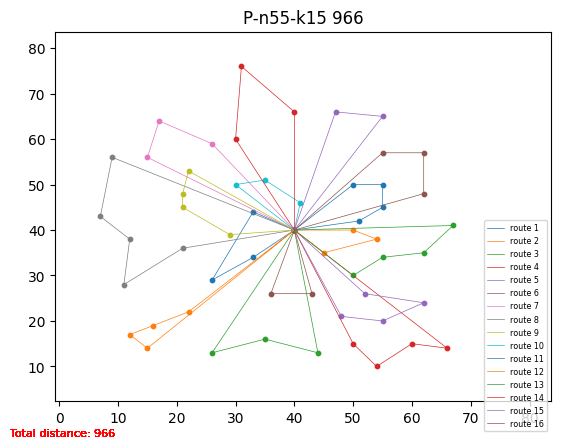 P-n55-k15 966
80
70
60
50
40
30
20
10
0
10
20
30
40
50
60
70
80
route 1
route 2
route 3
route 4
route 5
route 6
route 7
route 8
route 9
route 10
route 11
route 12
route 13
route 14
route 15
route 16
Total distance: 966